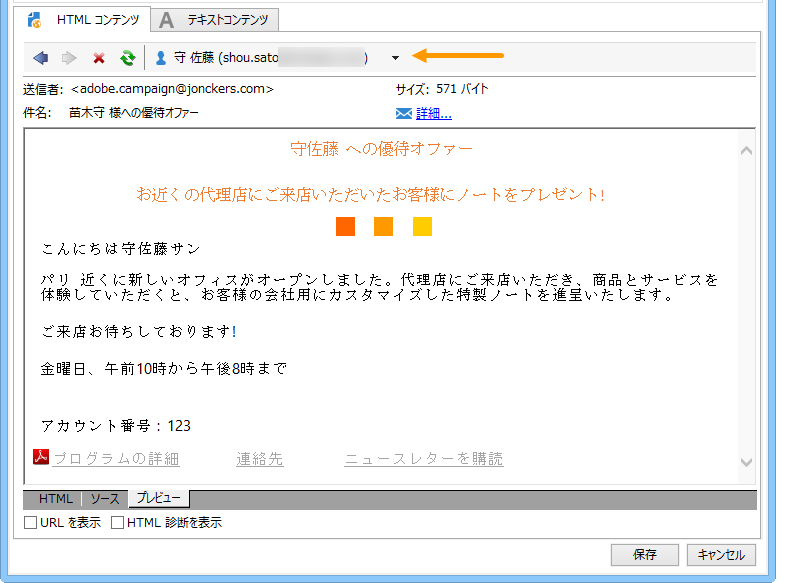 HTML コンテンツ
テキストコンテンツ
守 佐藤 (shou.sato )
送信者: <adobe.campaign@jonckers.com>
サイズ: 571 バイト
件名: 苗木守 様への優待オファー
詳細...
守佐藤 への優待オファー
お近くの代理店にご来店いただいたお客様にノートをプレゼント!
こんにちは守佐藤サン
パリ 近くに新しいオフィスがオープンしました。代理店にご来店いただき、商品とサービスを
体験していただくと、お客様の会社用にカスタマイズした特製ノートを進呈いたします。
ご来店お待ちしております!
金曜日、午前10時から午後8時まで
アカウント番号：123
プログラムの詳細 連絡先 ニュースレターを購読
HTML ソース プレビュー
URL を表示 HTML 診断を表示
保存 キャンセル